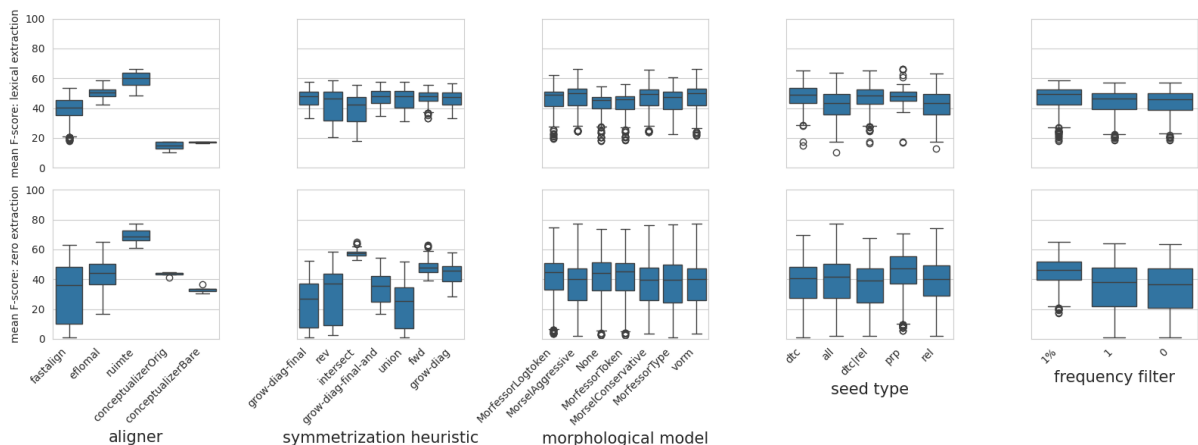 mean F-score: lexical extraction
100
80
60
40
20
0
mean F-score: zero extraction
100
80
60
40
20
0
fastalign
eflomal
ruimte
conceptualizerOrig
conceptualizerBare
aligner
grow-diag-final
rev
intersect
grow-diag-final-and
union
fwd
grow-diag
symmetrization heuristic
MorfessorLogtoken
MorselAggressive
None
MorfessorToken
MorselConservative
MorfessorType
vorm
morphological model
dtc
all
dtc|rel
prp
rel
seed type
1%
1
0
frequency filter